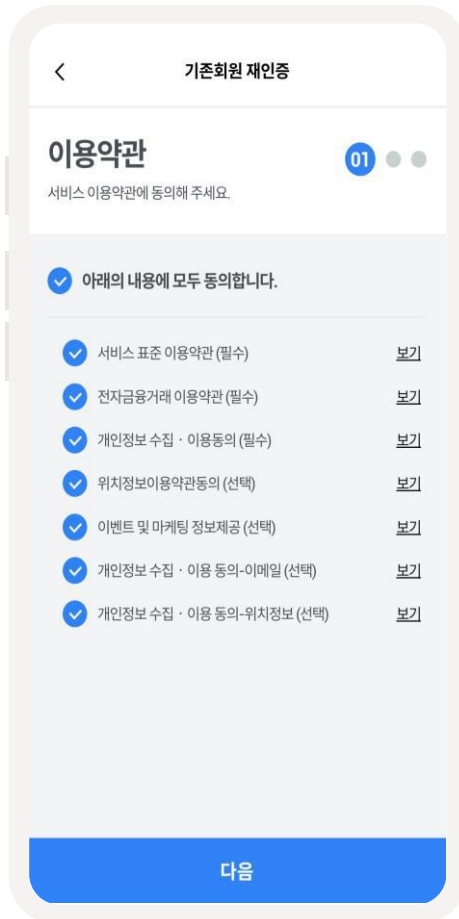 기존회원 재인증
이용약관
01
서비스 이용약관에 동의해 주세요.
아래의 내용에 모두 동의합니다.
서비스 표준 이용약관 (필수) 보기
전자금융거래 이용약관 (필수) 보기
개인정보 수집 · 이용동의 (필수) 보기
위치정보이용약관동의 (선택) 보기
이벤트 및 마케팅 정보제공 (선택) 보기
개인정보 수집 · 이용 동의-이메일 (선택) 보기
개인정보 수집 · 이용 동의-위치정보 (선택) 보기
다음